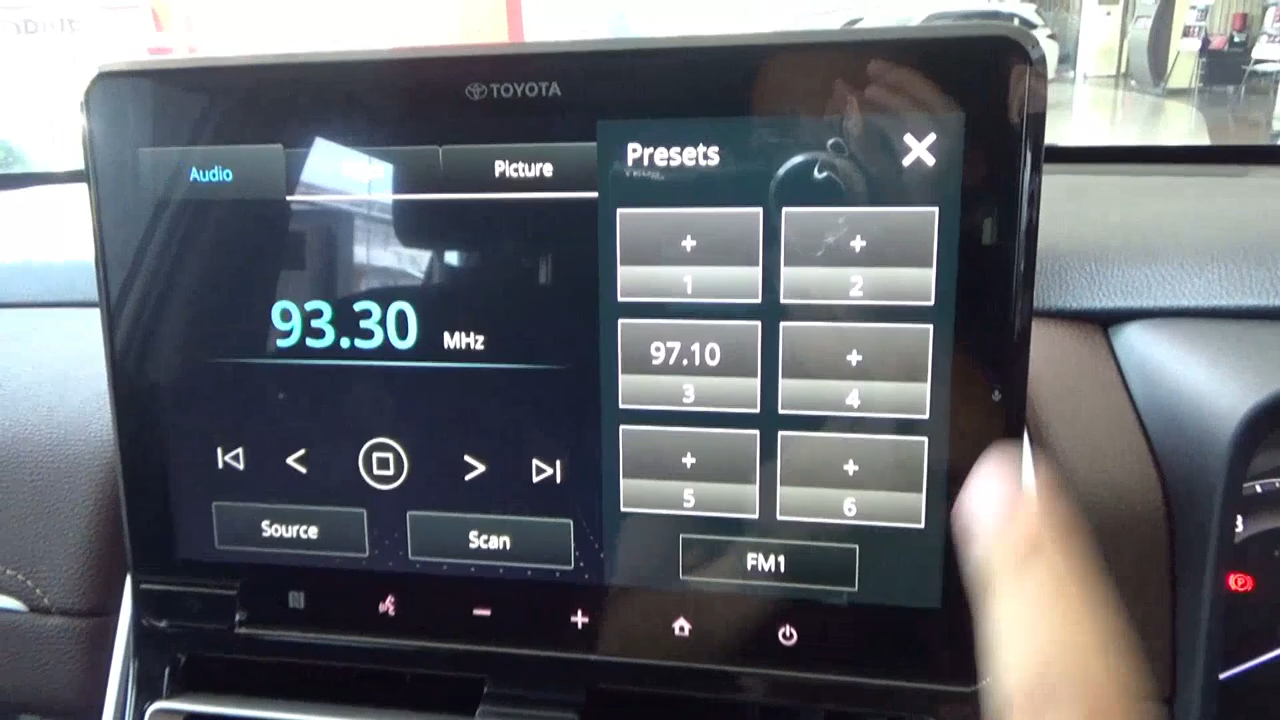 TOYOTA
Audio
Picture
Presets
+
1
+
2
93.30 MHz
97.10
3
+
4
+
5
+
6
Source
Scan
FM1